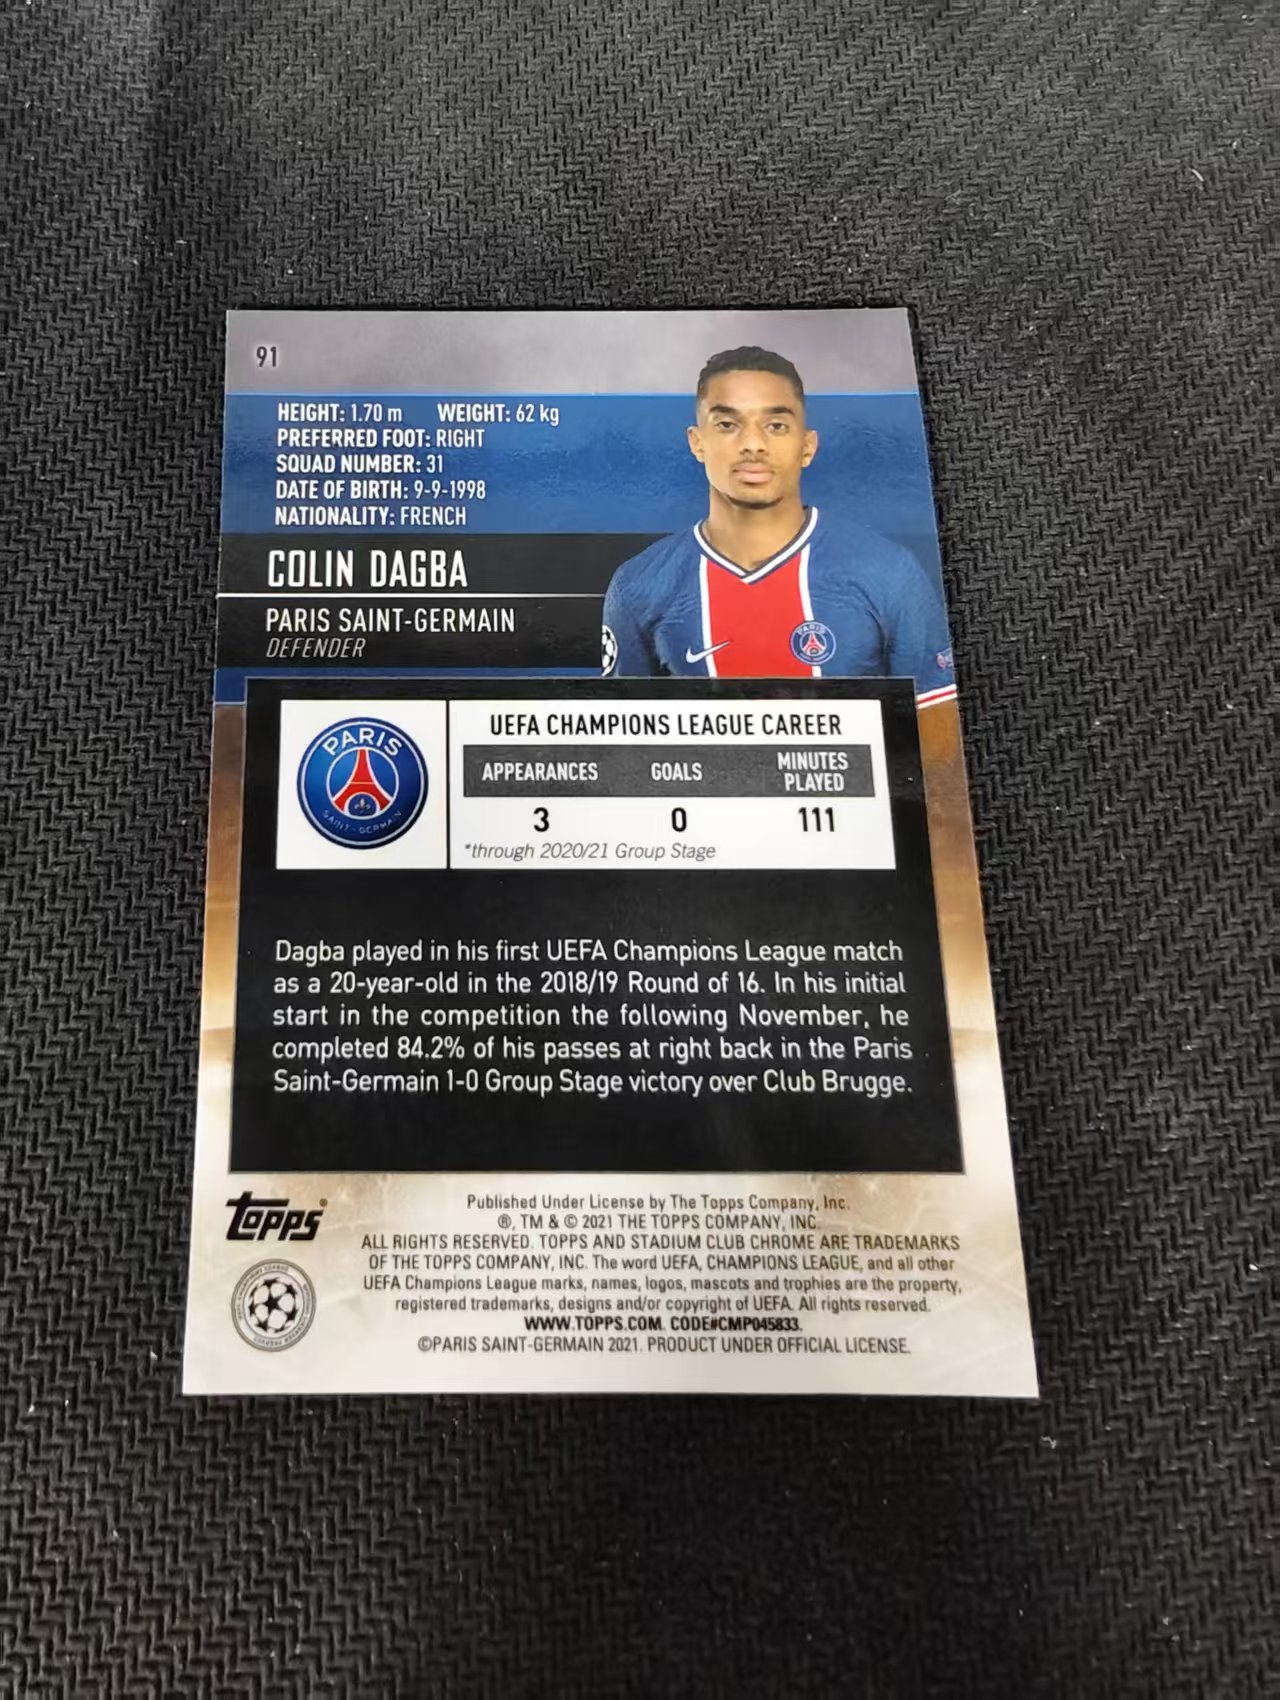 91
HEIGHT: 1.70 m WEIGHT: 62 kg
PREFERRED FOOT: RIGHT
SQUAD NUMBER: 31
DATE OF BIRTH: 9-9-1998
NATIONALITY: FRENCH
COLIN DAGBA
PARIS SAINT-GERMAIN
DEFENDER
PARIS
SAINT-GERMAIN
UEFA CHAMPIONS LEAGUE CAREER
APPEARANCES GOALS MINUTES PLAYED
3 0 111
*through 2020/21 Group Stage
Dagba played in his first UEFA Champions League match
as a 20-year-old in the 2018/19 Round of 16. In his initial
start in the competition the following November, he
completed 84.2% of his passes at right back in the Paris
Saint-Germain 1-0 Group Stage victory over Club Brugge.
Topps®
Published Under License by The Topps Company, Inc.
®, TM & © 2021 THE TOPPS COMPANY, INC.
ALL RIGHTS RESERVED. TOPPS AND STADIUM CLUB CHROME ARE TRADEMARKS
OF THE TOPPS COMPANY, INC. The word UEFA, CHAMPIONS LEAGUE, and all other
UEFA Champions League marks, names, logos, mascots and trophies are the property,
registered trademarks, designs and/or copyright of UEFA. All rights reserved.
WWW.TOPPS.COM. CODE#CMP045833.
©PARIS SAINT-GERMAIN 2021. PRODUCT UNDER OFFICIAL LICENSE.